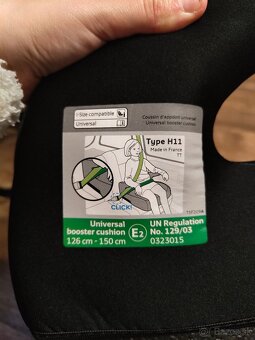 i-Size compatible
Universal
Coussin d'appoint universel
Universal booster cushion
Type H11
Made in France
TT
CLICK!
Universal
booster cushion
126 cm - 150 cm
E2
UN Regulation
No. 129/03
0323015